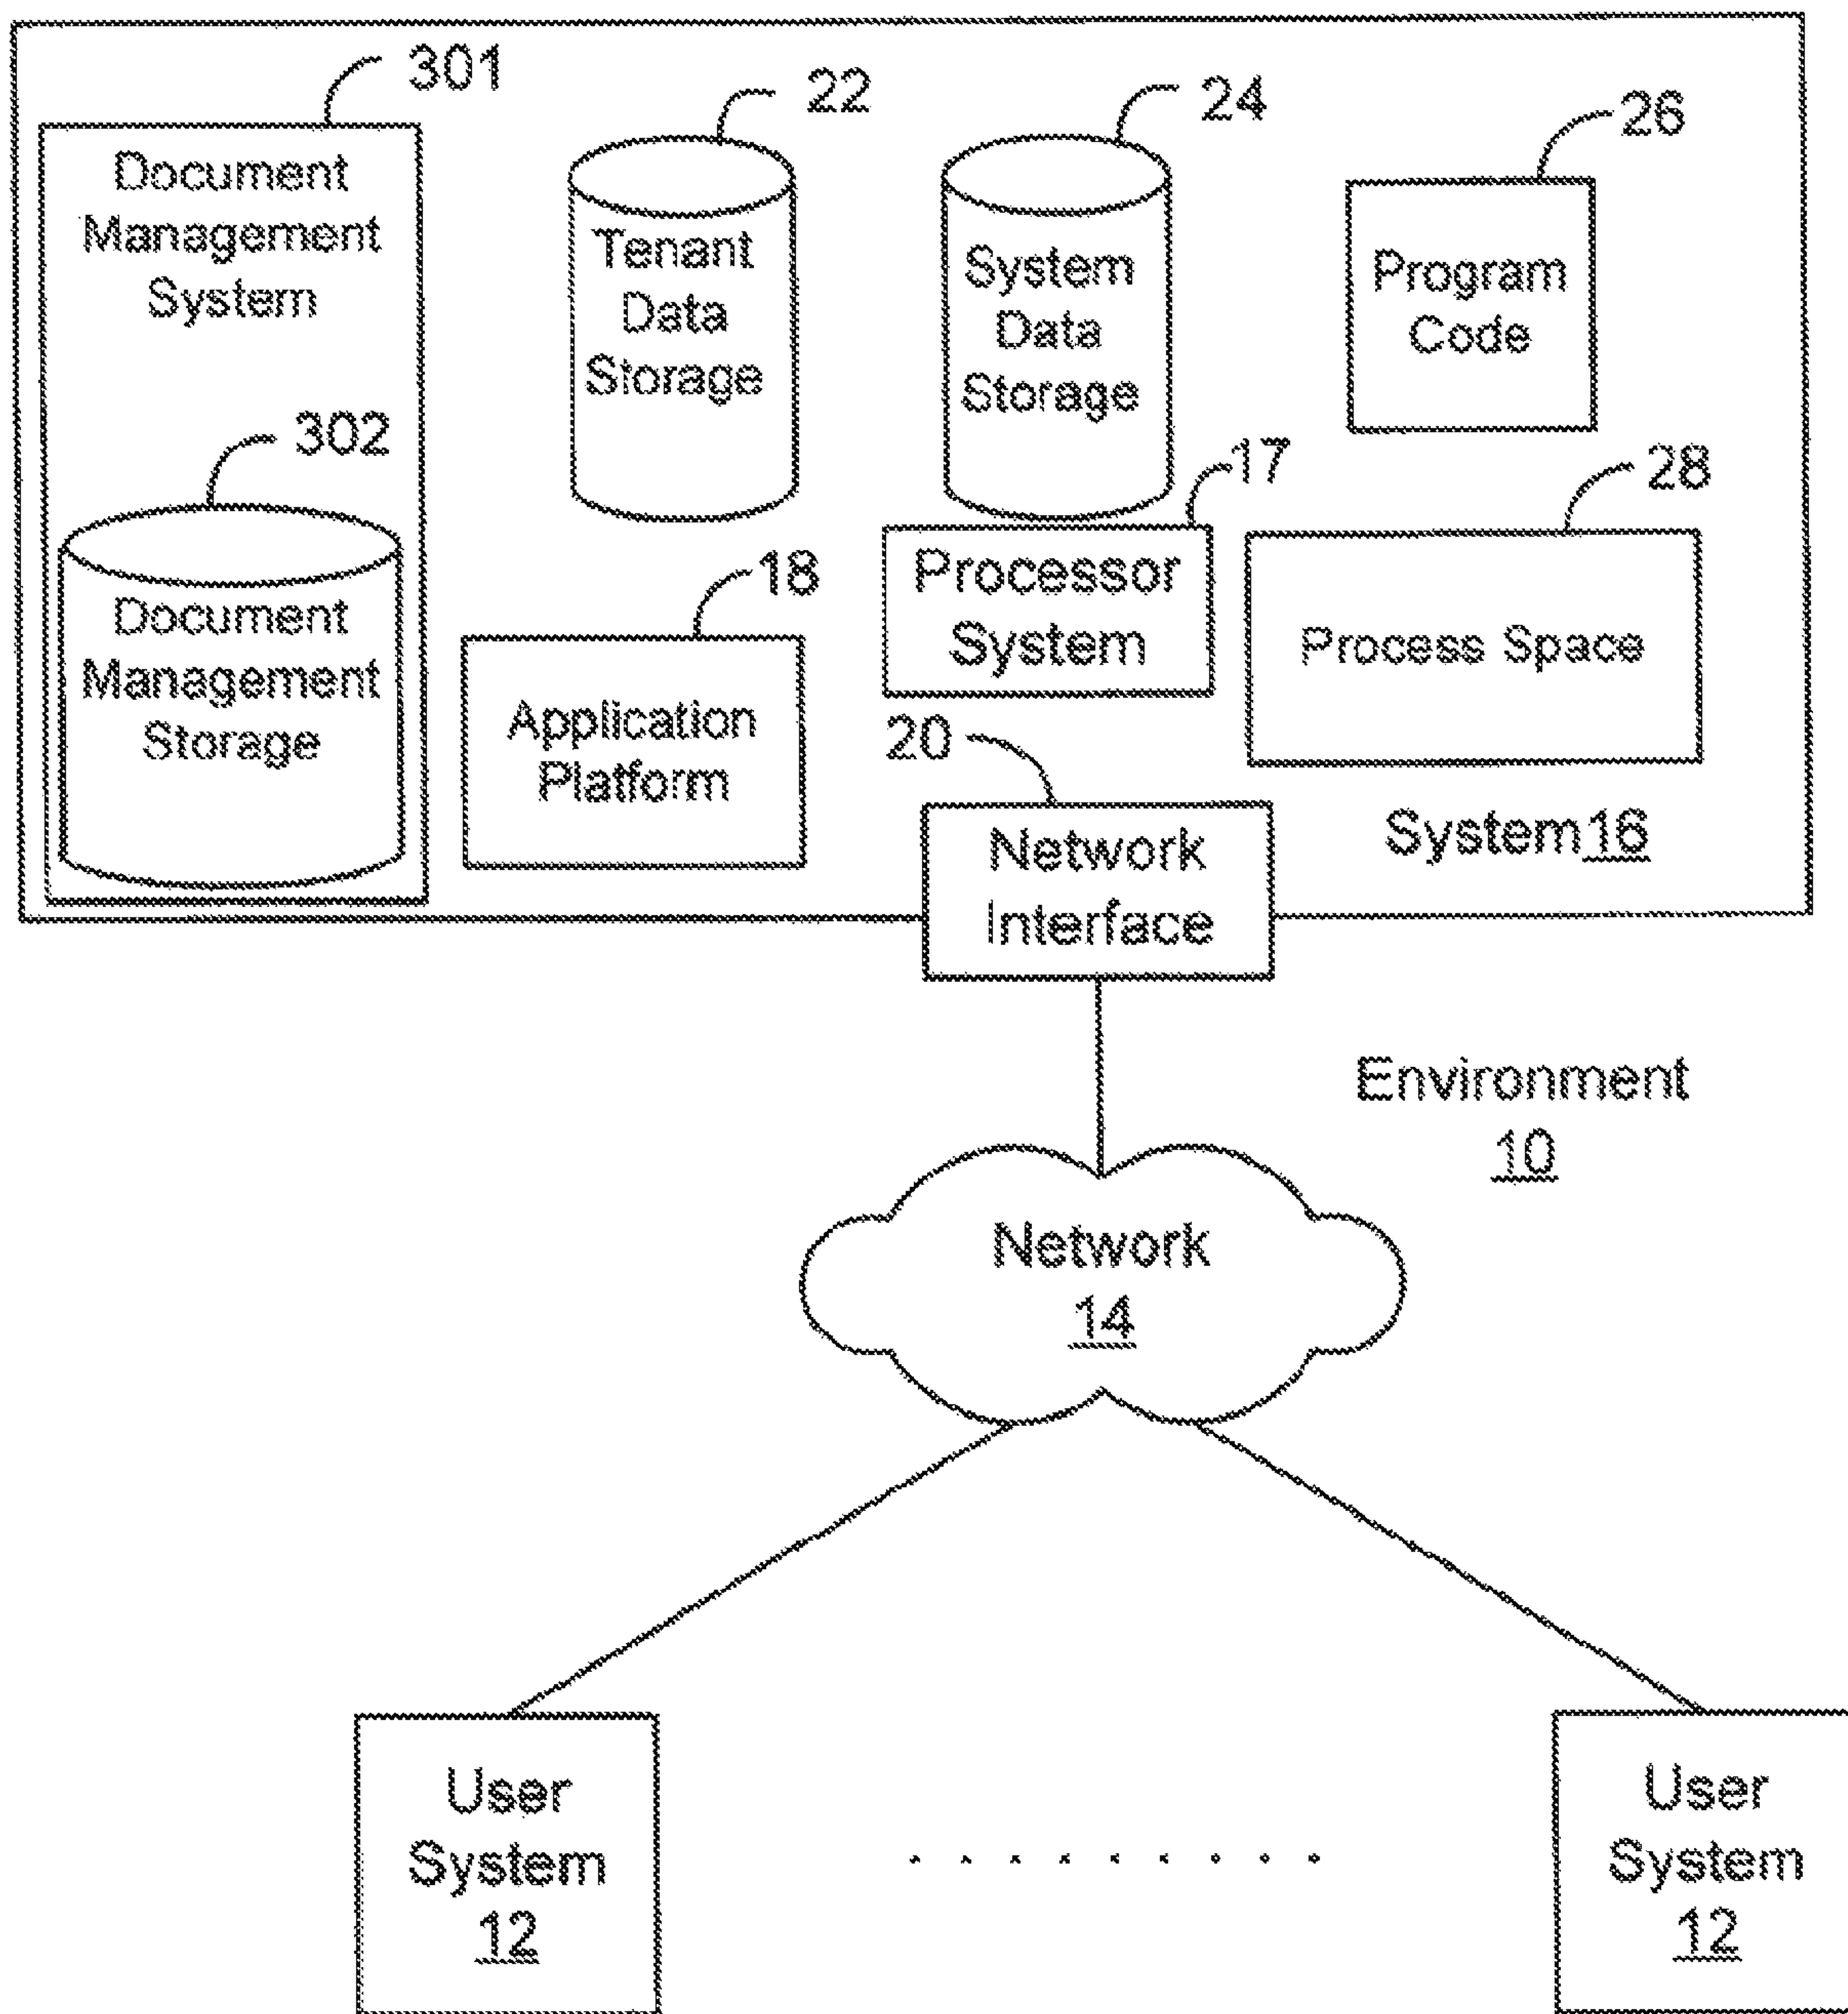 301
Document
Management
System
302
Document
Management
Storage
22
Tenant
Data
Storage
24
System
Data
Storage
26
Program
Code
18
Application
Platform
17
Processor
System
28
Process Space
20
Network
Interface
System 16
Environment
10
Network
14
User
System
12
User
System
12